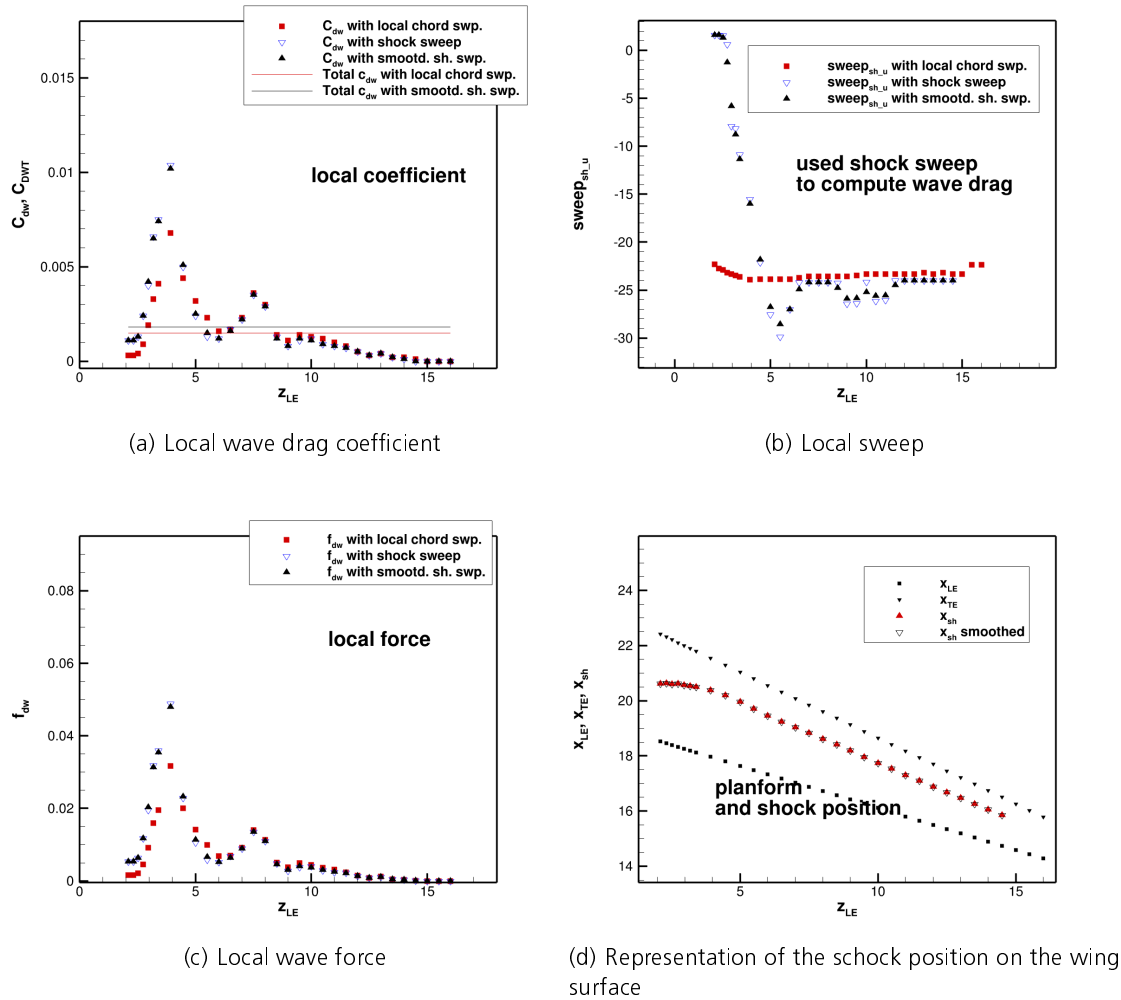 C_dw with local chord swp.
C_dw with shock sweep
C_dw with smootd. sh. swp.
Total c_dw with local chord swp.
Total c_dw with smootd. sh. swp.
local coefficient
C_dw, C_DWT
0.015
0.01
0.005
0
0 5 10 15
z_LE
(a) Local wave drag coefficient
sweep_sh_u with local chord swp.
sweep_sh_u with shock sweep
sweep_sh_u with smootd. sh. swp.
used shock sweep
to compute wave drag
sweep_sh_u
0
-5
-10
-15
-20
-25
-30
0 5 10 15
z_LE
(b) Local sweep
f_dw with local chord swp.
f_dw with shock sweep
f_dw with smootd. sh. swp.
local force
f_dw
0.08
0.06
0.04
0.02
0
0 5 10 15
z_LE
(c) Local wave force
x_LE
x_TE
x_sh
x_sh smoothed
planform
and shock position
x_LE, x_TE, x_sh
24
22
20
18
16
14
5 10 15
z_LE
(d) Representation of the schock position on the wing
surface